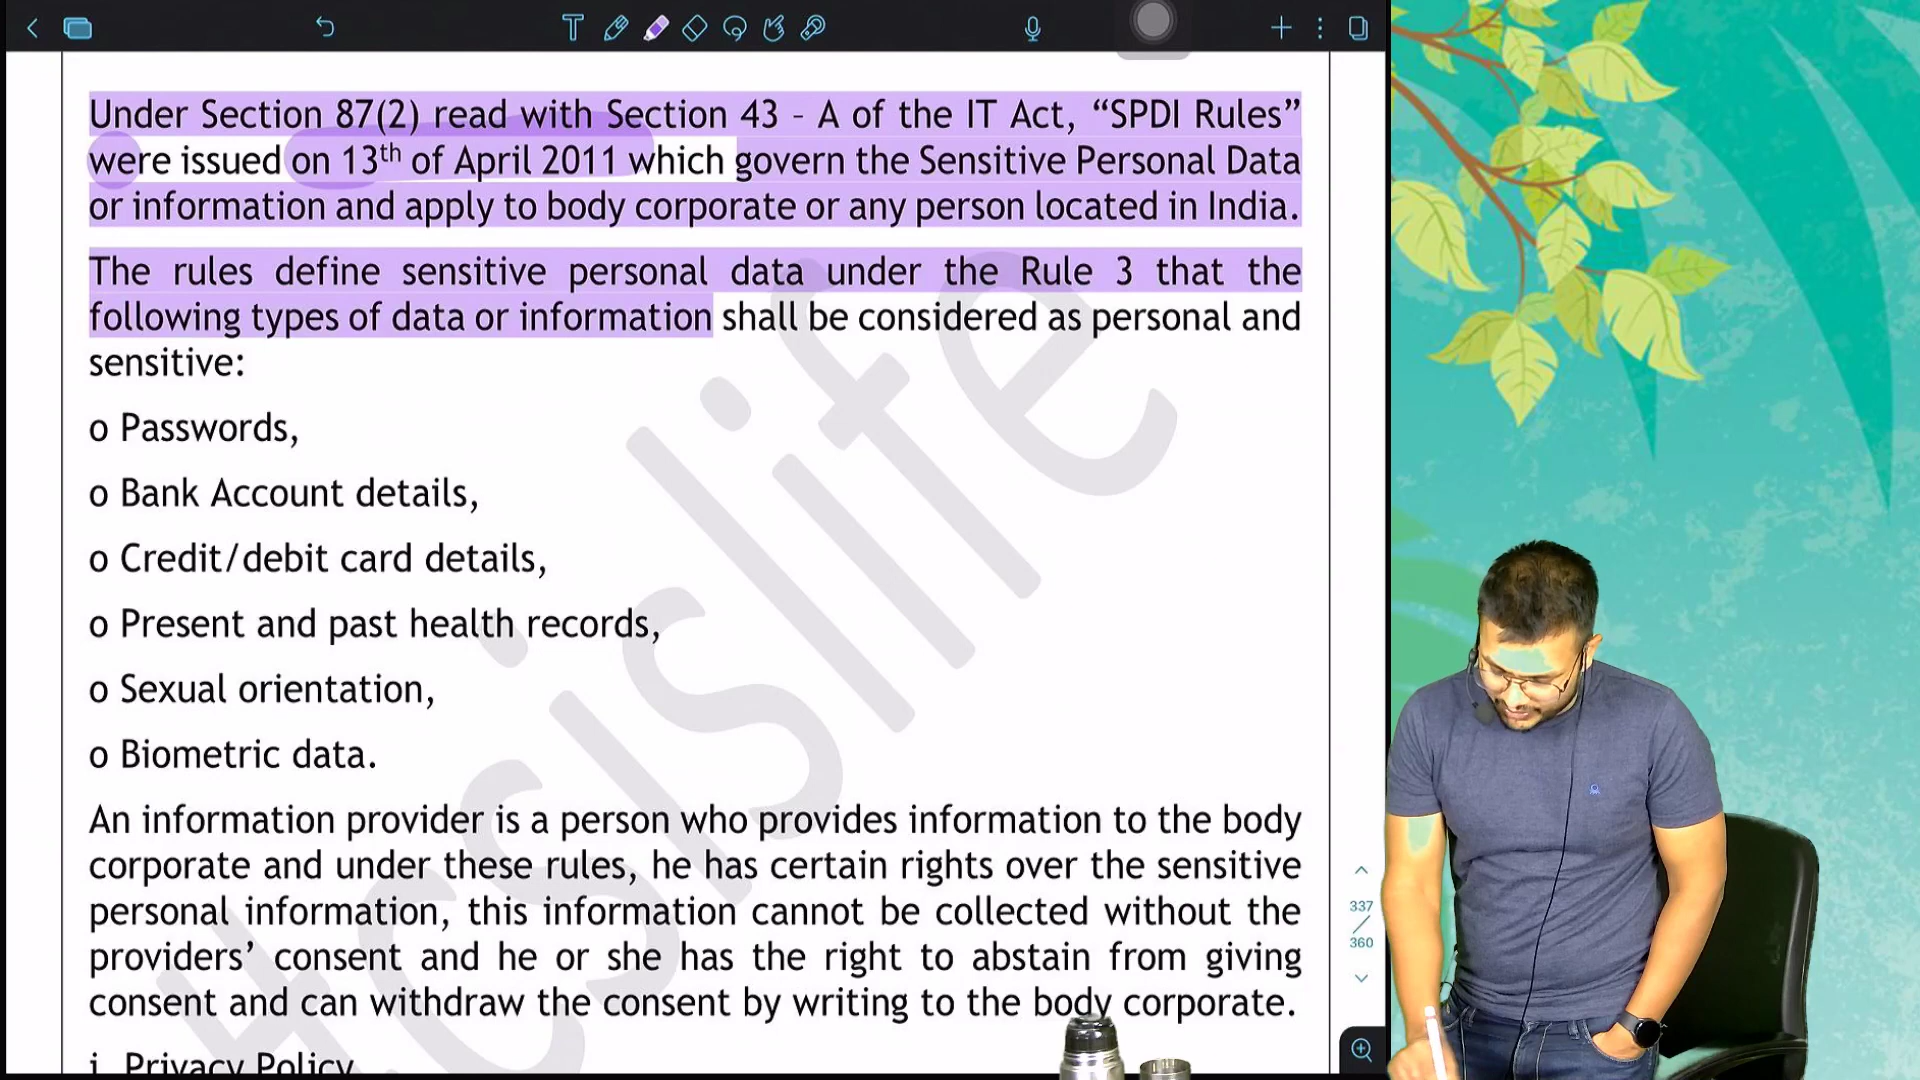 Under Section 87(2) read with Section 43 – A of the IT Act, “SPDI Rules”
were issued on 13th of April 2011 which govern the Sensitive Personal Data
or information and apply to body corporate or any person located in India.
The rules define sensitive personal data under the Rule 3 that the
following types of data or information shall be considered as personal and
sensitive:
o Passwords,
o Bank Account details,
o Credit/debit card details,
o Present and past health records,
o Sexual orientation,
o Biometric data.
An information provider is a person who provides information to the body
corporate and under these rules, he has certain rights over the sensitive
personal information, this information cannot be collected without the
providers’ consent and he or she has the right to abstain from giving
consent and can withdraw the consent by writing to the body corporate.
i. Privacy Policy
337
360
4csislife